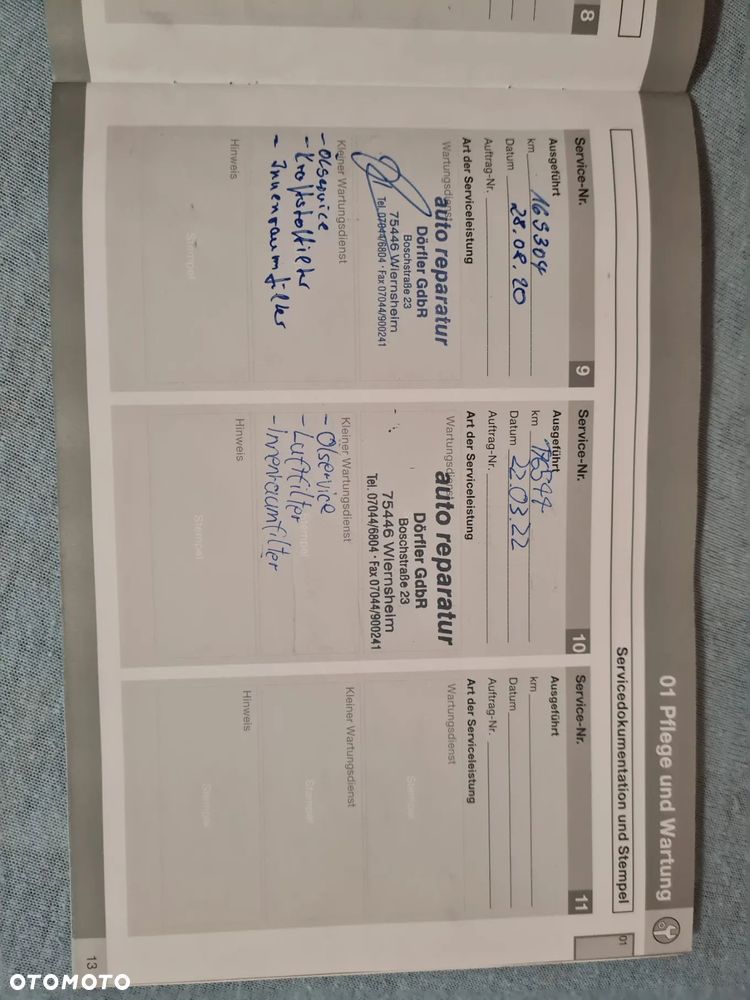 8
01 Pflege und Wartung
Servicedokumentation und Stempel
01
Service-Nr. 9
Ausgeführt
km 169304
Datum 28.08.20
Auftrag-Nr.
Art der Serviceleistung
Wartungsdienst
auto reparatur
Dörfler GdbR
Boschstraße 23
75446 Wiernsheim
Tel. 07044/6804 · Fax 07044/900241
Kleiner Wartungsdienst
- Ölservice
- Kraftstofffilter
- Innenraumfilter
Hinweis
Stempel
Service-Nr. 10
Ausgeführt
km
Datum 22.03.22
Auftrag-Nr.
Art der Serviceleistung
Wartungsdienst
auto reparatur
Dörfler GdbR
Boschstraße 23
75446 Wiernsheim
Tel. 07044/6804 · Fax 07044/900241
Kleiner Wartungsdienst
- Ölservice
- Luftfilter
- Innenraumfilter
Stempel
Hinweis
Stempel
Service-Nr. 11
Ausgeführt
km
Datum
Auftrag-Nr.
Art der Serviceleistung
Wartungsdienst
Stempel
Kleiner Wartungsdienst
Stempel
Hinweis
Stempel
13
OTOMOTO